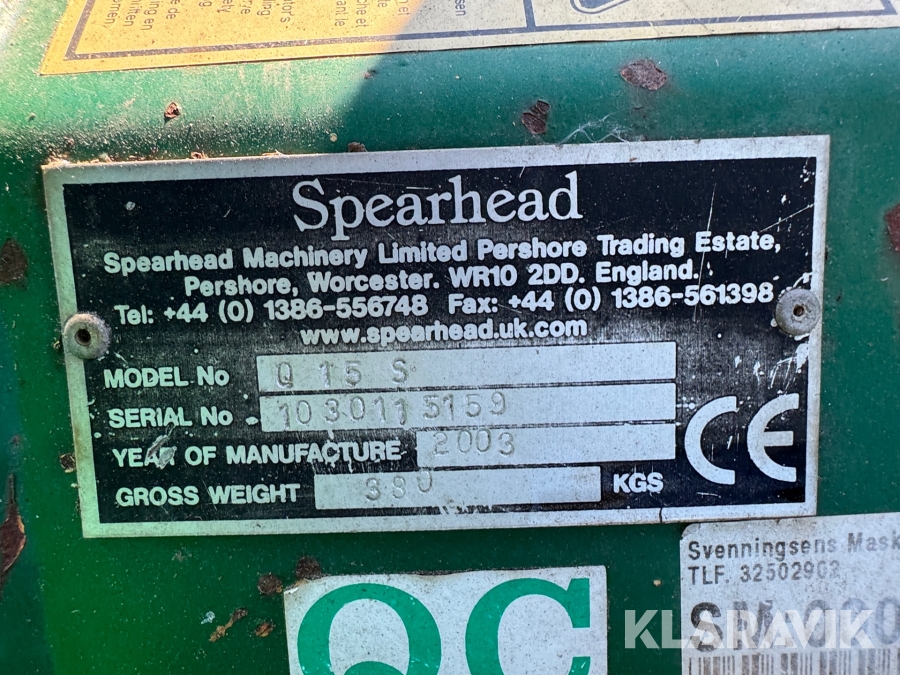 Spearhead
Spearhead Machinery Limited Pershore Trading Estate,
Pershore, Worcester. WR10 2DD. England.
Tel: +44 (0) 1386-556748 Fax: +44 (0) 1386-561398
www.spearhead.uk.com
MODEL No Q 15 S
SERIAL No 1030115159
YEAR OF MANUFACTURE 2003
GROSS WEIGHT 380 KGS
CE
Svenningsens Mask
TLF. 32502902
QC
KLARAVIK